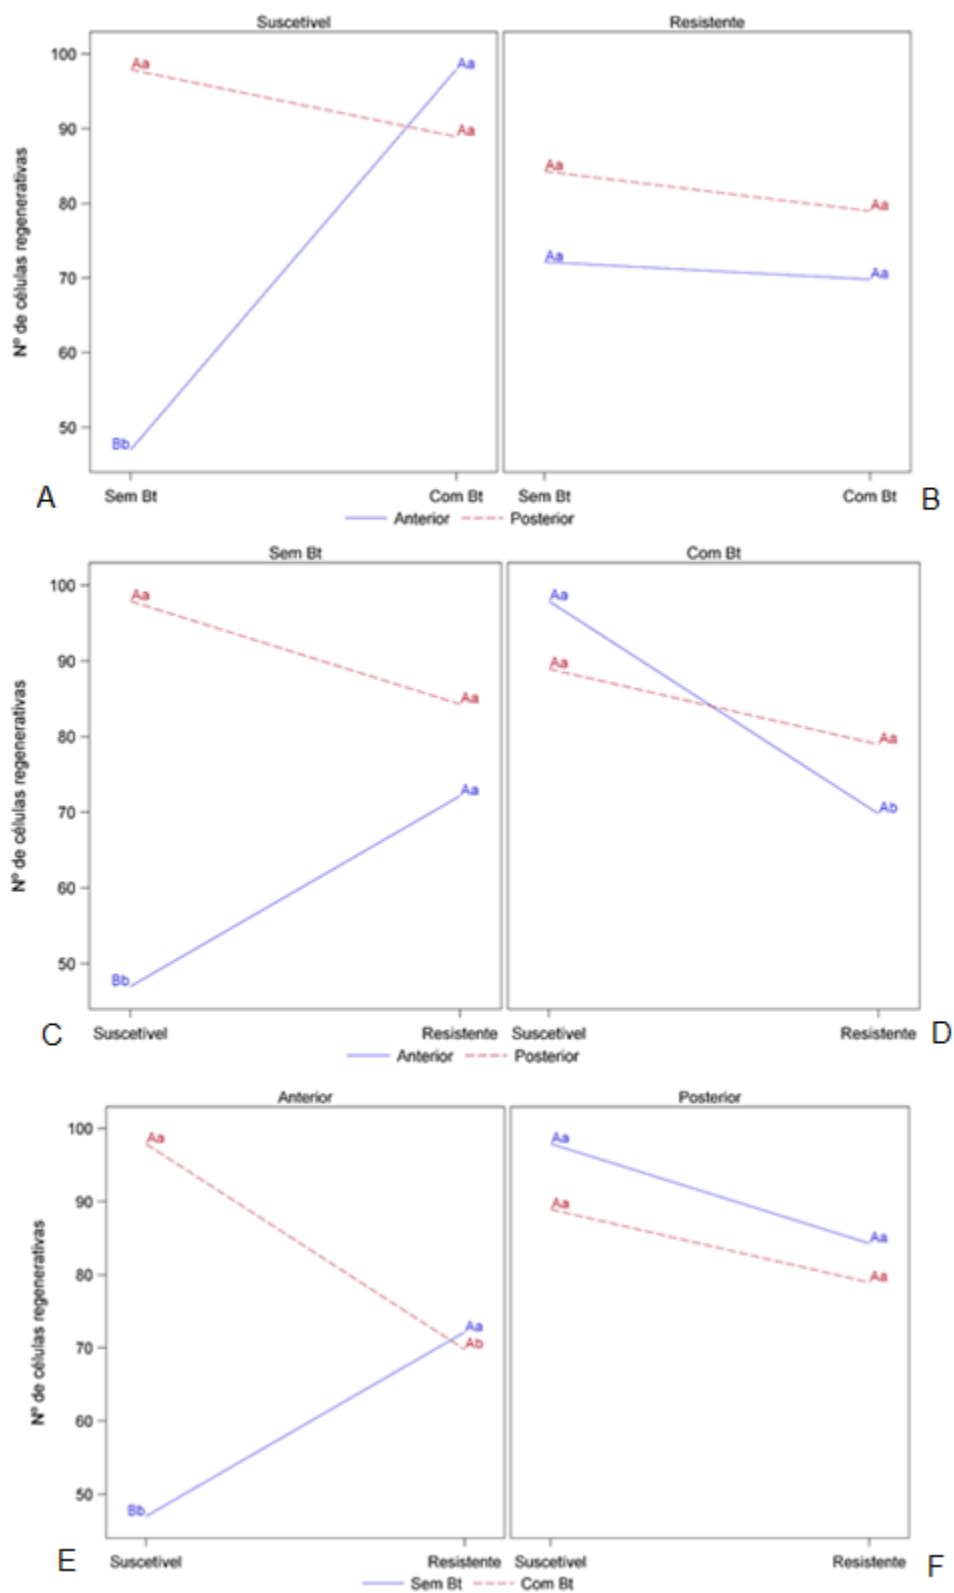 Suscetível Resistente
100
Aa Aa
90
Aa
Aa
80
Aa
Nº de células regenerativas
Aa
70
Aa
60
50
Bb
A Sem Bt Com Bt Sem Bt Com Bt B
Anterior Posterior
Sem Bt Com Bt
100
Aa Aa
90
Aa
Aa
80
Aa
Nº de células regenerativas
Aa
70
Ab
60
50
Bb
C Suscetível Resistente Suscetível Resistente D
Anterior Posterior
Anterior Posterior
100
Aa Aa
90
Aa
Aa
80
Aa
Nº de células regenerativas
Aa
70
Ab
60
50
Bb
E Suscetível Resistente Suscetível Resistente F
Sem Bt Com Bt